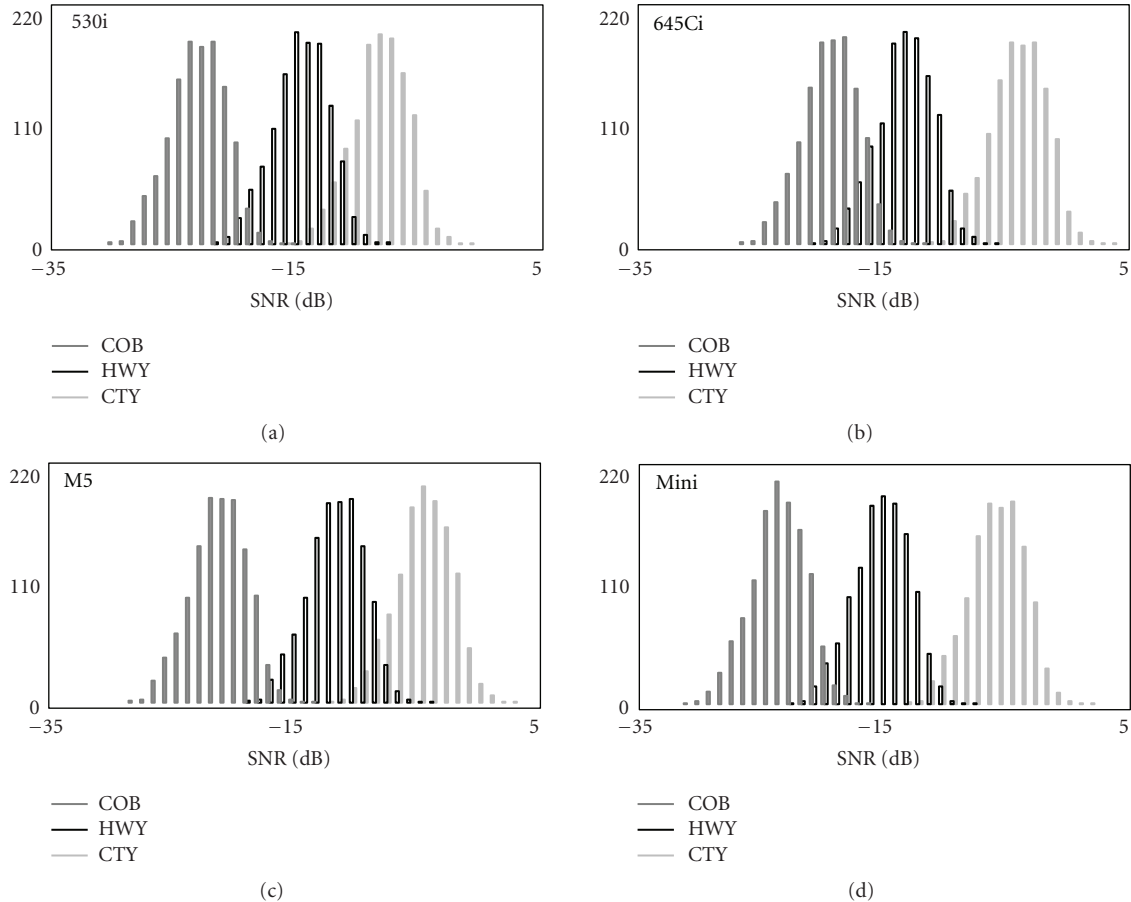 220
530i
110
0
−35
−15
5
SNR (dB)
COB
HWY
CTY
(a)
220
645Ci
110
0
−35
−15
5
SNR (dB)
COB
HWY
CTY
(b)
220
M5
110
0
−35
−15
5
SNR (dB)
COB
HWY
CTY
(c)
220
Mini
110
0
−35
−15
5
SNR (dB)
COB
HWY
CTY
(d)